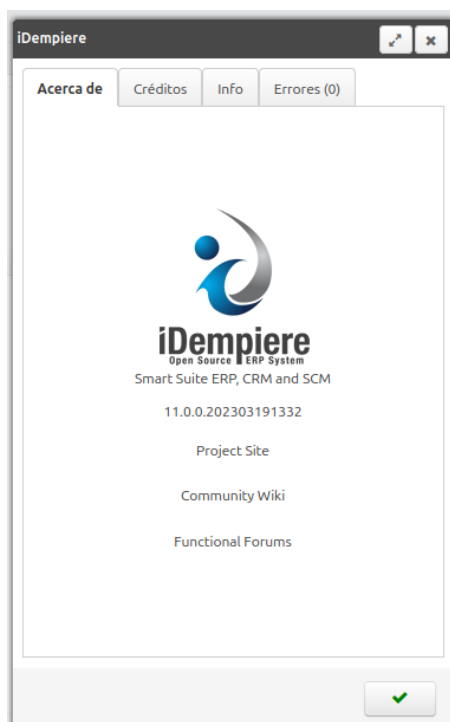 iDempiere
Acerca de
Créditos
Info
Errores (0)
iDempiere
Open Source ERP System
Smart Suite ERP, CRM and SCM
11.0.0.202303191332
Project Site
Community Wiki
Functional Forums